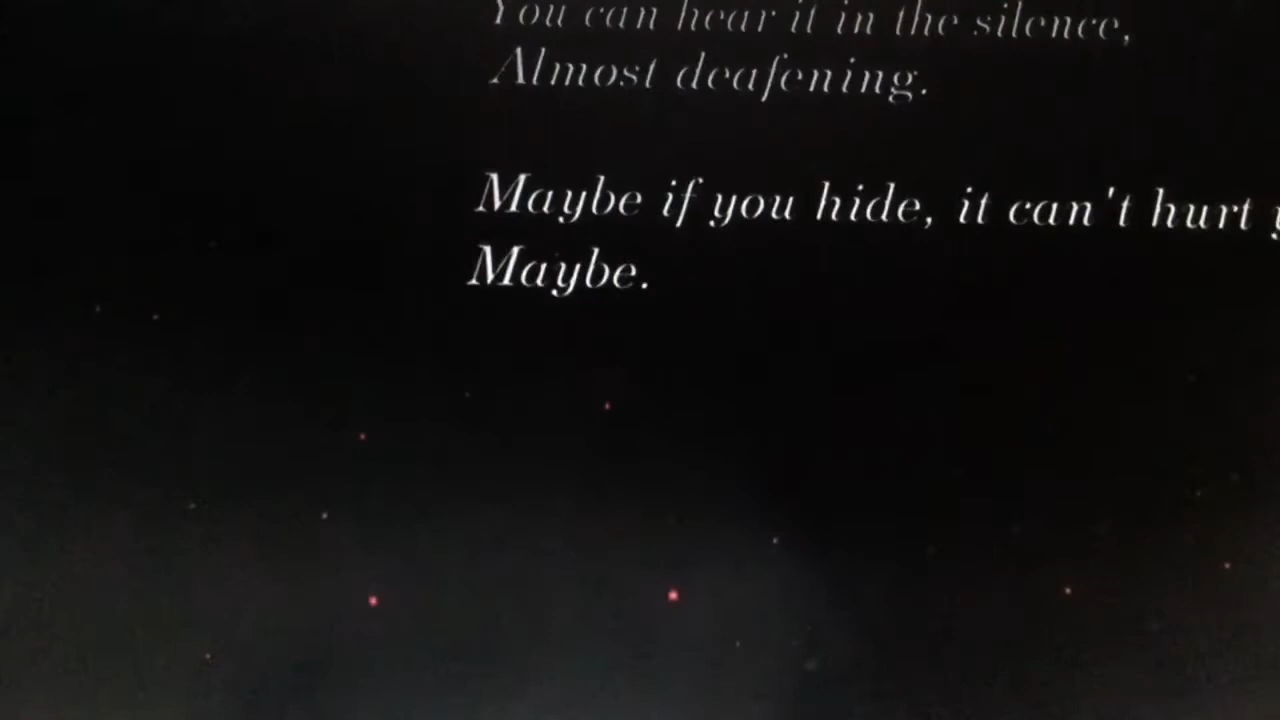 You can hear it in the silence,
Almost deafening.
Maybe if you hide, it can't hurt
Maybe.